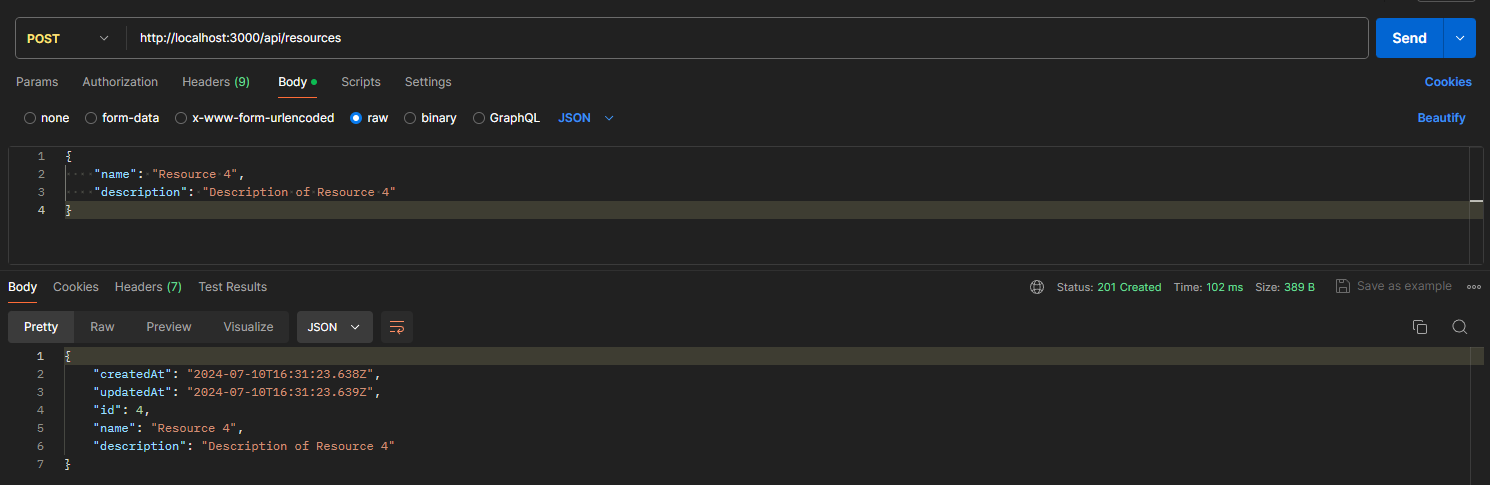 POST http://localhost:3000/api/resources Send
Params Authorization Headers (9) Body Scripts Settings Cookies
none form-data x-www-form-urlencoded raw binary GraphQL JSON Beautify
1 {
2 "name": "Resource 4",
3 "description": "Description of Resource 4"
4 }
Body Cookies Headers (7) Test Results Status: 201 Created Time: 102 ms Size: 389 B Save as example
Pretty Raw Preview Visualize JSON
1 {
2 "createdAt": "2024-07-10T16:31:23.638Z",
3 "updatedAt": "2024-07-10T16:31:23.639Z",
4 "id": 4,
5 "name": "Resource 4",
6 "description": "Description of Resource 4"
7 }